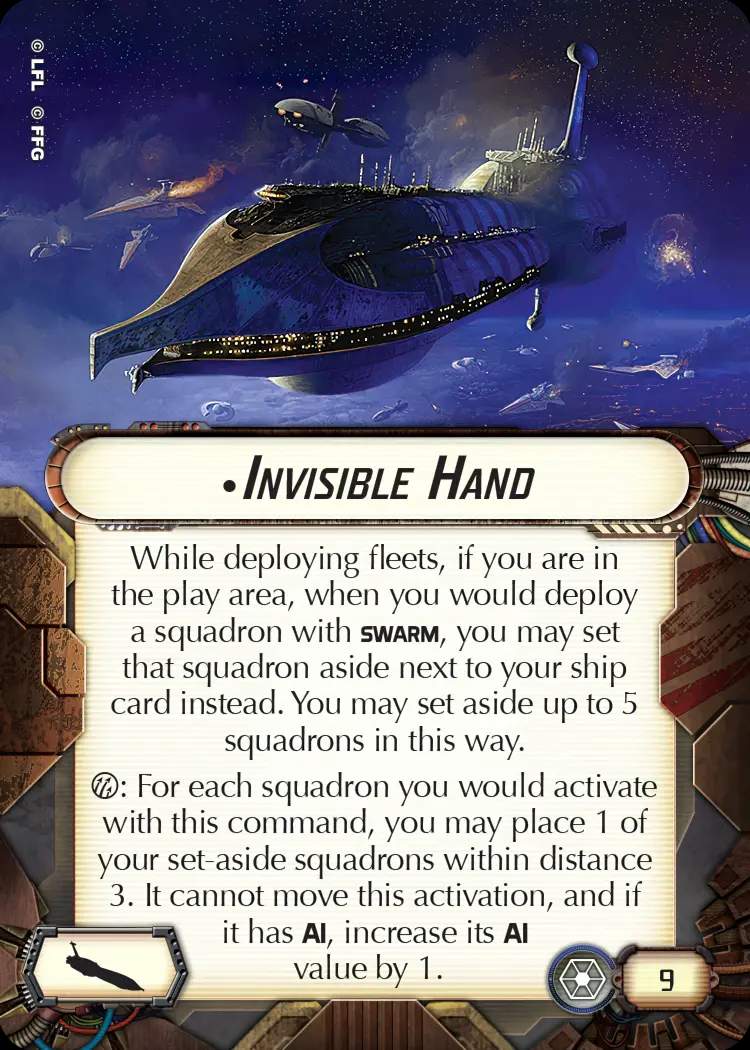 © LFL © FFG
•Invisible Hand
While deploying fleets, if you are in
the play area, when you would deploy
a squadron with SWARM, you may set
that squadron aside next to your ship
card instead. You may set aside up to 5
squadrons in this way.
: For each squadron you would activate
with this command, you may place 1 of
your set-aside squadrons within distance
3. It cannot move this activation, and if
it has AI, increase its AI
value by 1.
9